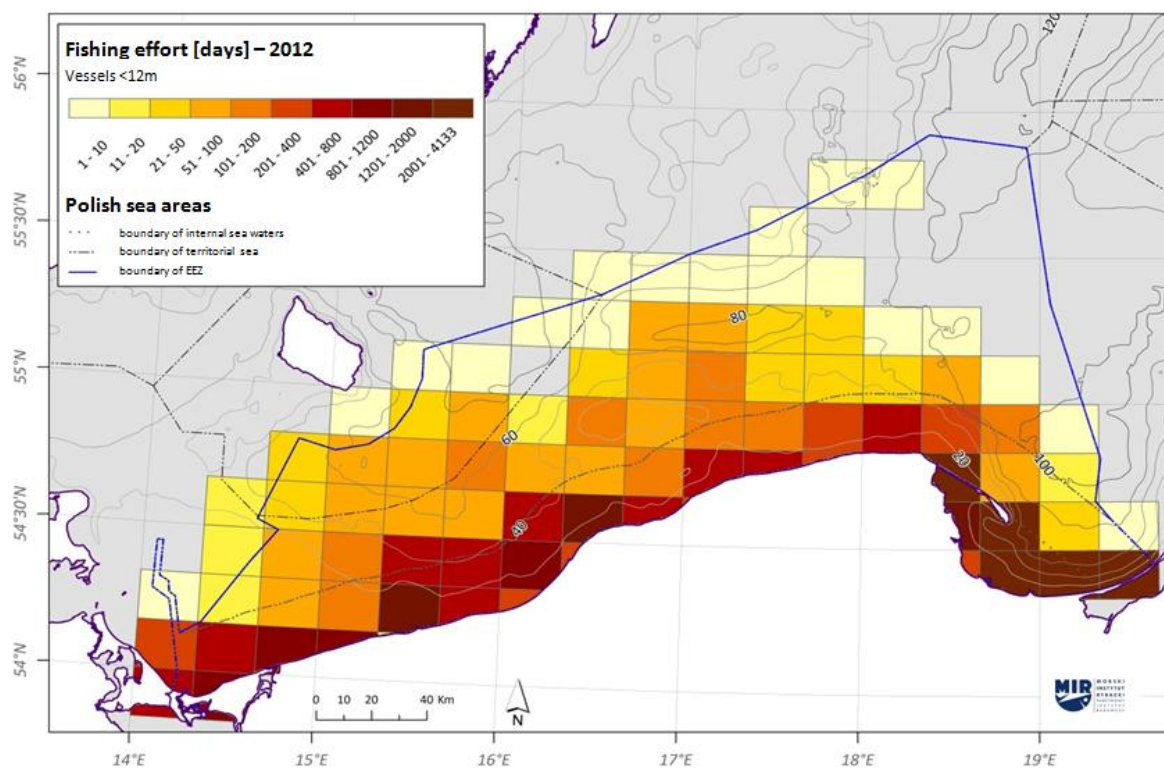 Fishing effort [days] – 2012
Vessels <12m
1 - 10
11 - 20
21 - 50
51 - 100
101 - 200
201 - 400
401 - 800
801 - 1200
1201 - 2000
2001 - 4133
Polish sea areas
boundary of internal sea waters
boundary of territorial sea
boundary of EEZ
120
80
60
40
20
100
56°N
55°30'N
55°N
54°30'N
54°N
0 10 20 40 Km
N
MIR
MORSKI
INSTYTUT
RYBACKI
14°E 15°E 16°E 17°E 18°E 19°E